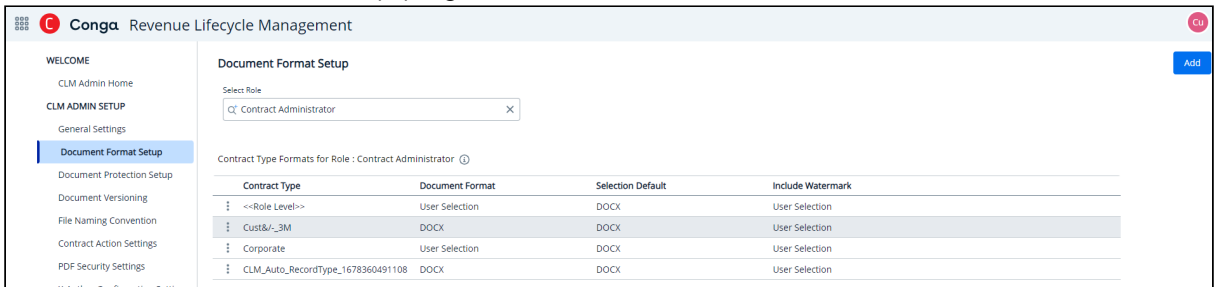 Conga Revenue Lifecycle Management
Cu
WELCOME
CLM Admin Home
CLM ADMIN SETUP
General Settings
Document Format Setup
Document Protection Setup
Document Versioning
File Naming Convention
Contract Action Settings
PDF Security Settings
Document Format Setup
Add
Select Role
Contract Administrator
Contract Type Formats for Role : Contract Administrator
Contract Type Document Format Selection Default Include Watermark
<<Role Level>> User Selection DOCX User Selection
Cust&/-_3M DOCX DOCX User Selection
Corporate User Selection DOCX User Selection
CLM_Auto_RecordType_1678360491108 DOCX DOCX User Selection